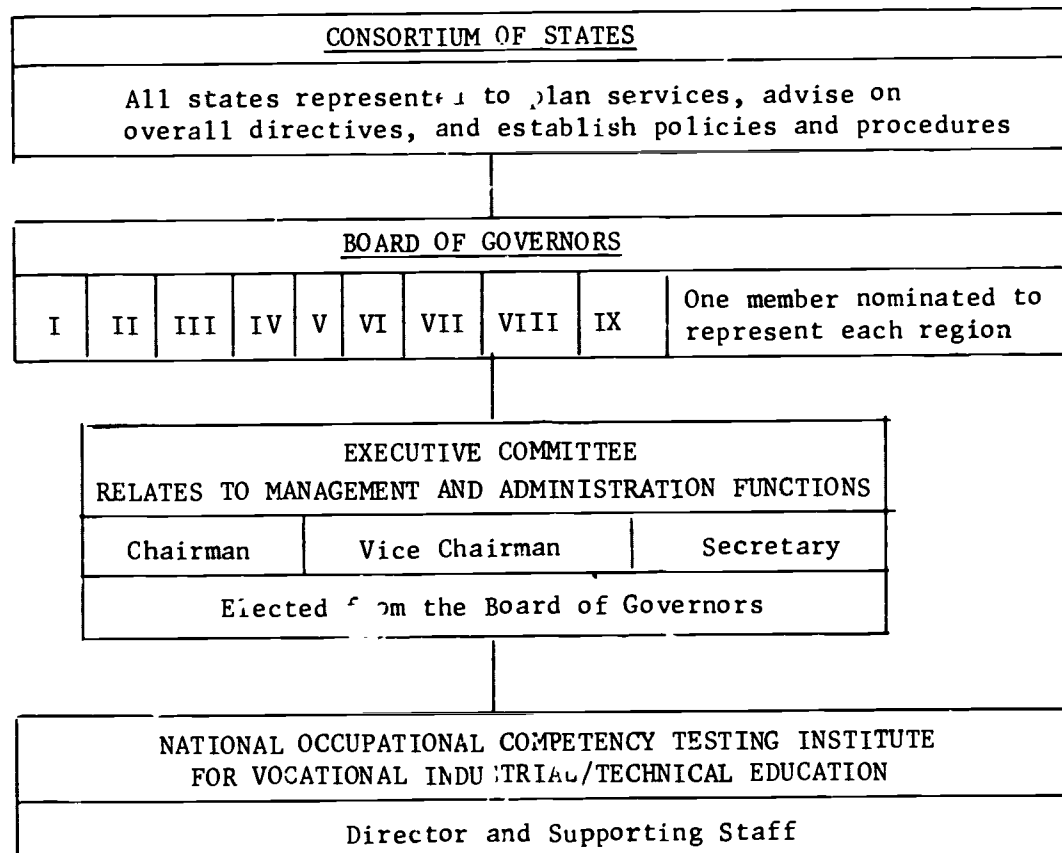 CONSORTIUM OF STATES
All states represented to plan services, advise on
overall directives, and establish policies and procedures
BOARD OF GOVERNORS
I II III IV V VI VII VIII IX One member nominated to
represent each region
EXECUTIVE COMMITTEE
RELATES TO MANAGEMENT AND ADMINISTRATION FUNCTIONS
Chairman Vice Chairman Secretary
Elected from the Board of Governors
NATIONAL OCCUPATIONAL COMPETENCY TESTING INSTITUTE
FOR VOCATIONAL INDUSTRIAL/TECHNICAL EDUCATION
Director and Supporting Staff